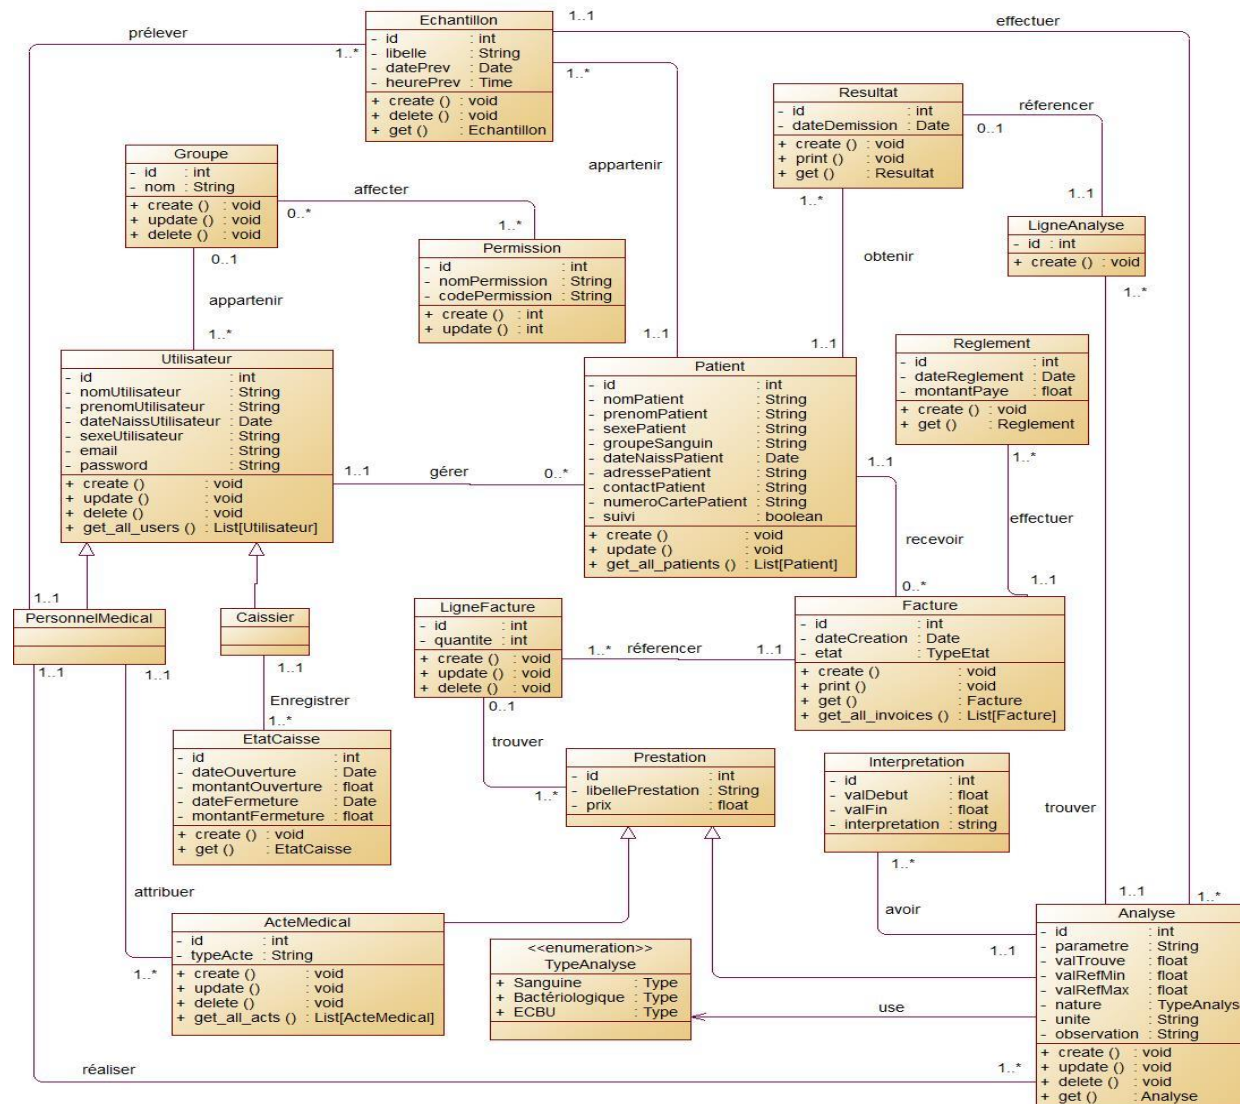 Echantillon
- id : int
- libelle : String
- datePrev : Date
- heurePrev : Time
+ create () : void
+ delete () : void
+ get () : Echantillon
prélever
1..*
1..1
effectuer
1..*
appartenir
Resultat
- id : int
- dateDemission : Date
+ create () : void
+ print () : void
+ get () : Resultat
réferencer
0..1
1..1
1..*
obtenir
1..1
LigneAnalyse
- id : int
+ create () : void
1..*
Groupe
- id : int
- nom : String
+ create () : void
+ update () : void
+ delete () : void
affecter
0..*
1..*
0..1
appartenir
1..*
Permission
- id : int
- nomPermission : String
- codePermission : String
+ create () : int
+ update () : int
1..1
Utilisateur
- id : int
- nomUtilisateur : String
- prenomUtilisateur : String
- dateNaissUtilisateur : Date
- sexeUtilisateur : String
- email : String
- password : String
+ create () : void
+ update () : void
+ delete () : void
+ get_all_users () : List[Utilisateur]
1..1
gérer
0..*
Patient
- id : int
- nomPatient : String
- prenomPatient : String
- sexePatient : String
- groupeSanguin : String
- dateNaissPatient : Date
- adressePatient : String
- contactPatient : String
- numeroCartePatient : String
- suivi : boolean
+ create () : void
+ update () : void
+ get_all_patients () : List[Patient]
1..1
recevoir
0..*
Reglement
- id : int
- dateReglement : Date
- montantPaye : float
+ create () : void
+ get () : Reglement
1..*
effectuer
1..1
1..1
PersonnelMedical
1..1
1..1
Caissier
1..1
Enregistrer
1..*
LigneFacture
- id : int
- quantite : int
+ create () : void
+ update () : void
+ delete () : void
1..*
réferencer
1..1
0..1
trouver
1..*
Facture
- id : int
- dateCreation : Date
- etat : TypeEtat
+ create () : void
+ print () : void
+ get () : Facture
+ get_all_invoices () : List[Facture]
EtatCaisse
- id : int
- dateOuverture : Date
- montantOuverture : float
- dateFermeture : Date
- montantFermeture : float
+ create () : void
+ get () : EtatCaisse
Prestation
- id : int
- libellePrestation : String
- prix : float
Interpretation
- id : int
- valDebut : float
- valFin : float
- interpretation : string
1..*
avoir
1..1
trouver
1..1
1..*
attribuer
1..*
ActeMedical
- id : int
- typeActe : String
+ create () : void
+ update () : void
+ delete () : void
+ get_all_acts () : List[ActeMedical]
<<enumeration>>
TypeAnalyse
+ Sanguine : Type
+ Bactériologique : Type
+ ECBU : Type
use
Analyse
- id : int
- parametre : String
- valTrouve : float
- valRefMin : float
- valRefMax : float
- nature : TypeAnalys
- unite : String
- observation : String
+ create () : void
+ update () : void
+ delete () : void
+ get () : Analyse
réaliser
1..*